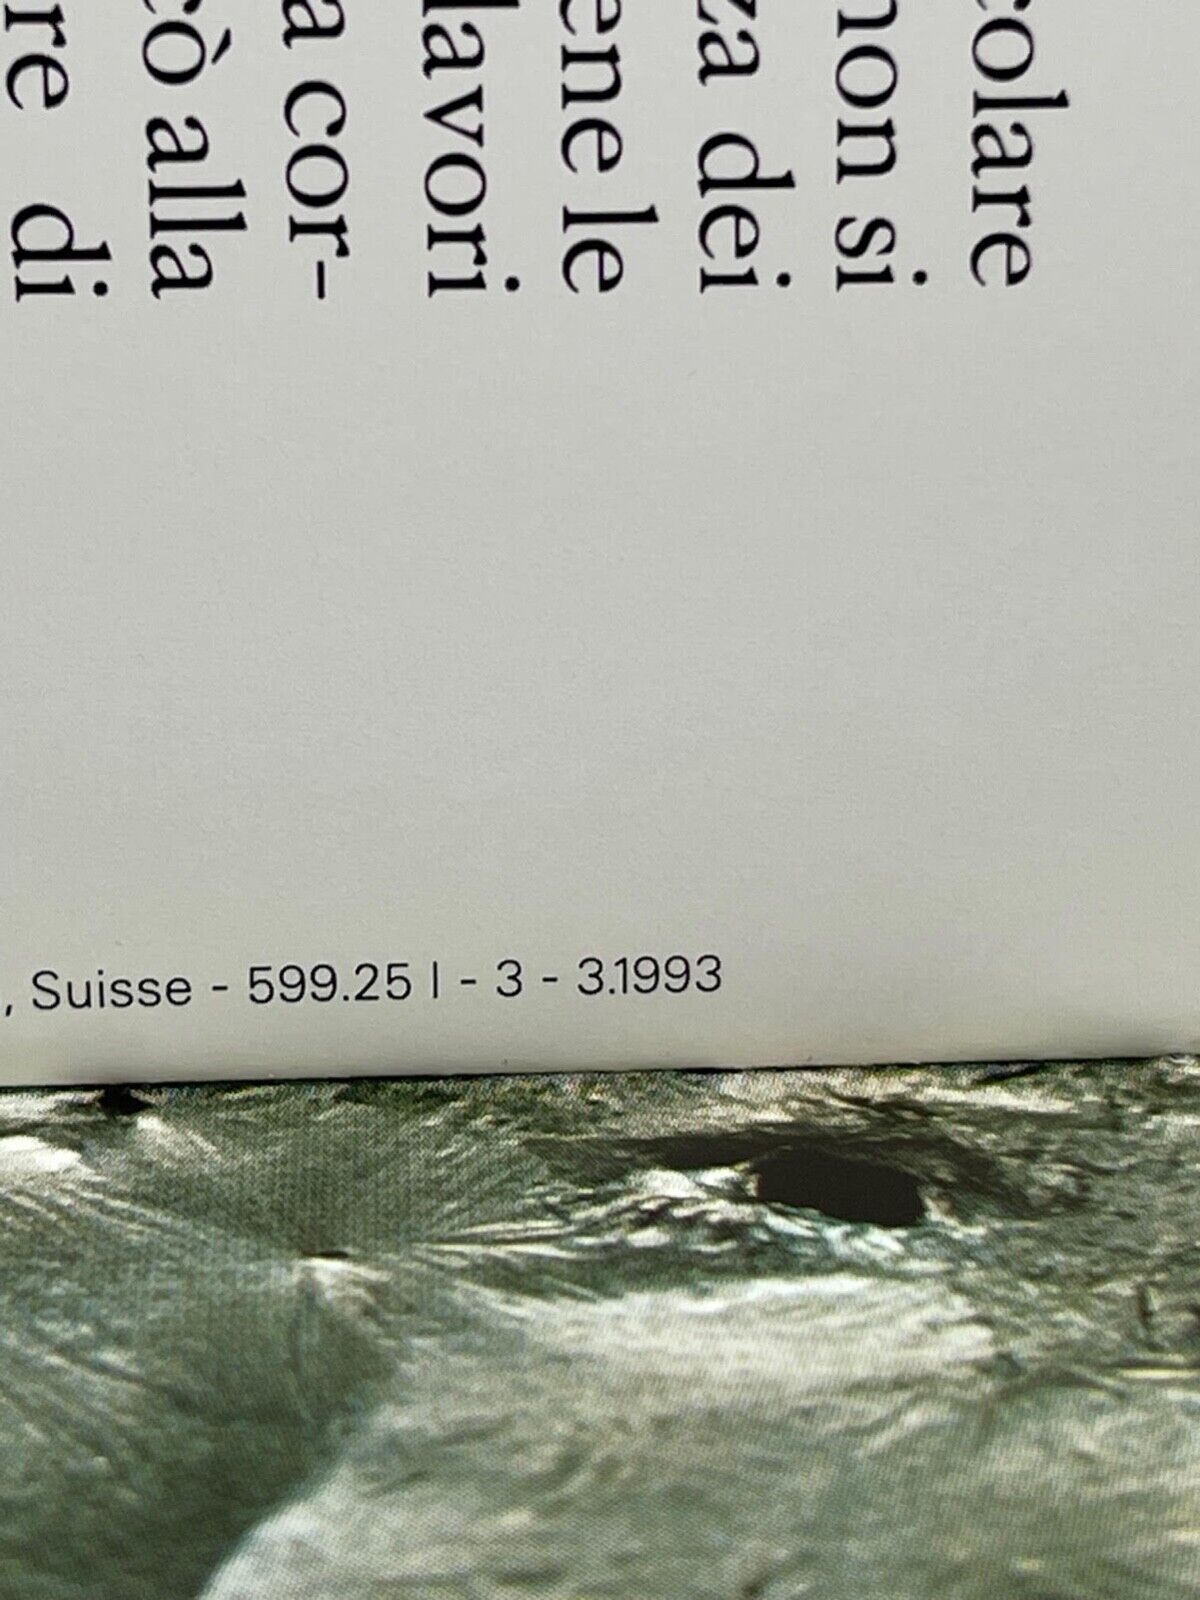 colare
non si
za dei
ene le
lavori
a cor-
cò alla
re di
, Suisse - 599.25 I - 3 - 3.1993